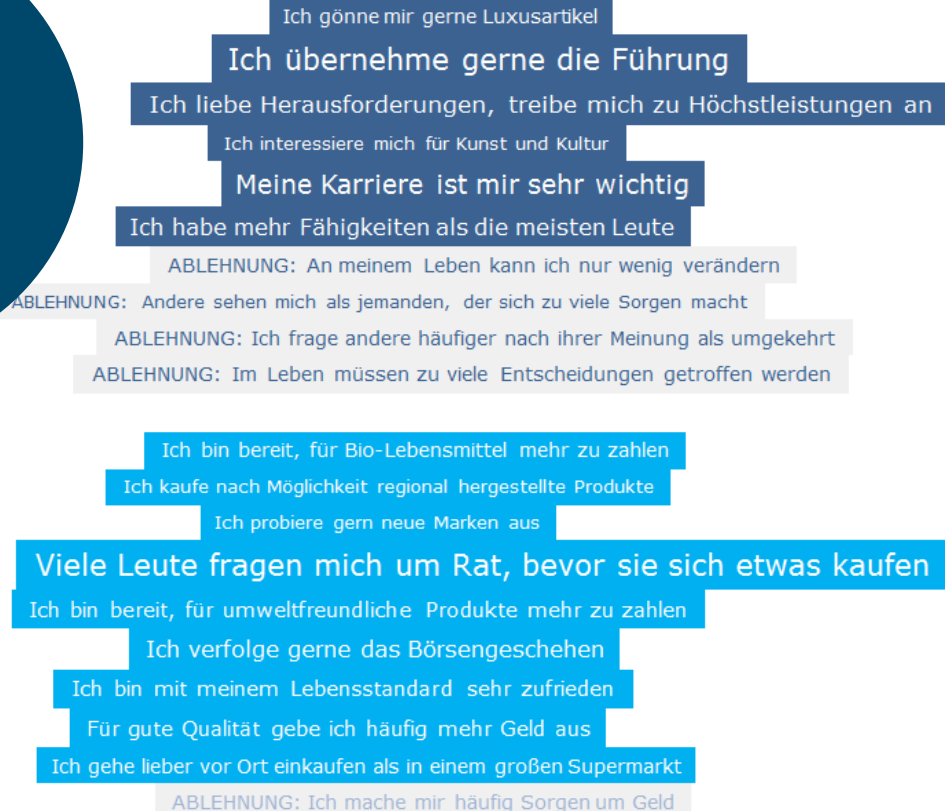 Ich gönne mir gerne Luxusartikel
Ich übernehme gerne die Führung
Ich liebe Herausforderungen, treibe mich zu Höchstleistungen an
Ich interessiere mich für Kunst und Kultur
Meine Karriere ist mir sehr wichtig
Ich habe mehr Fähigkeiten als die meisten Leute
ABLEHNUNG: An meinem Leben kann ich nur wenig verändern
ABLEHNUNG: Andere sehen mich als jemanden, der sich zu viele Sorgen macht
ABLEHNUNG: Ich frage andere häufiger nach ihrer Meinung als umgekehrt
ABLEHNUNG: Im Leben müssen zu viele Entscheidungen getroffen werden
Ich bin bereit, für Bio-Lebensmittel mehr zu zahlen
Ich kaufe nach Möglichkeit regional hergestellte Produkte
Ich probiere gern neue Marken aus
Viele Leute fragen mich um Rat, bevor sie sich etwas kaufen
Ich bin bereit, für umweltfreundliche Produkte mehr zu zahlen
Ich verfolge gerne das Börsengeschehen
Ich bin mit meinem Lebensstandard sehr zufrieden
Für gute Qualität gebe ich häufig mehr Geld aus
Ich gehe lieber vor Ort einkaufen als in einem großen Supermarkt
ABLEHNUNG: Ich mache mir häufig Sorgen um Geld